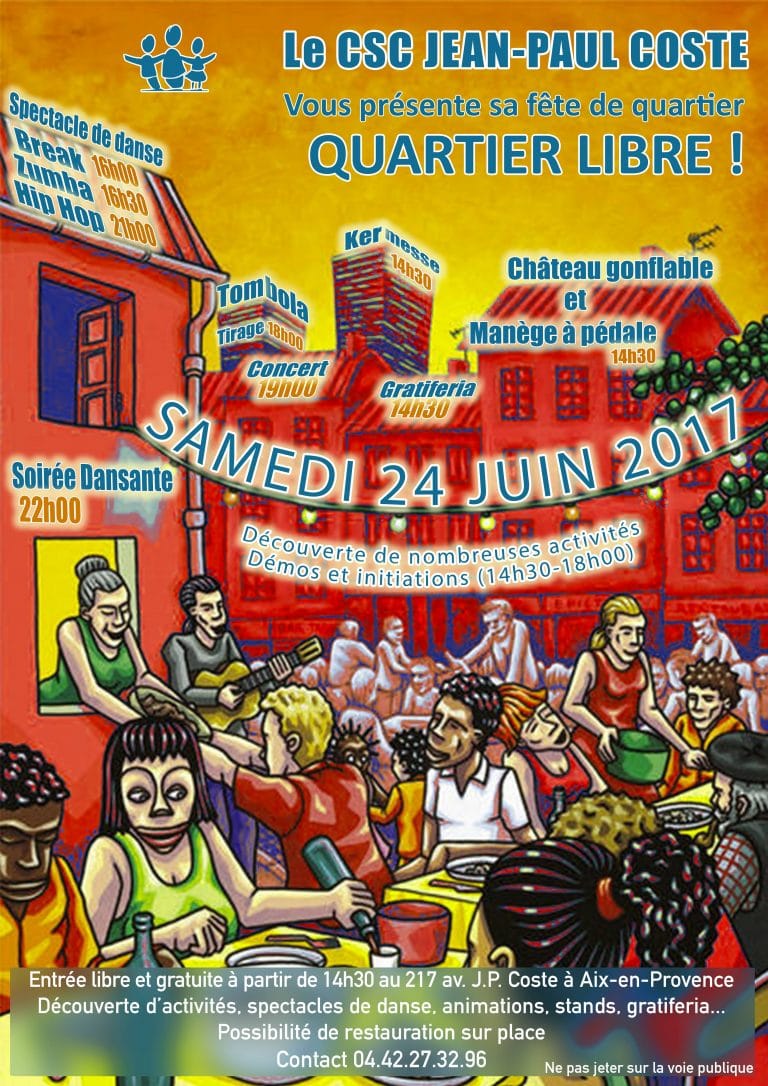 Le CSC JEAN-PAUL COSTE
Vous présente sa fête de quartier
QUARTIER LIBRE !
Spectacle de danse
Break 16h00
Zumba 16h30
Hip Hop 21h00
Kermesse
14h30
Tombola
Tirage 18h00
Château gonflable
et
Manège à pédale
14h30
Concert
19h00
Gratiferia
14h30
SAMEDI 24 JUIN 2017
Soirée Dansante
22h00
Découverte de nombreuses activités
Démos et initiations (14h30-18h00)
Entrée libre et gratuite à partir de 14h30 au 217 av. J.P. Coste à Aix-en-Provence
Découverte d'activités, spectacles de danse, animations, stands, gratiferia...
Possibilité de restauration sur place
Contact 04.42.27.32.96
Ne pas jeter sur la voie publique